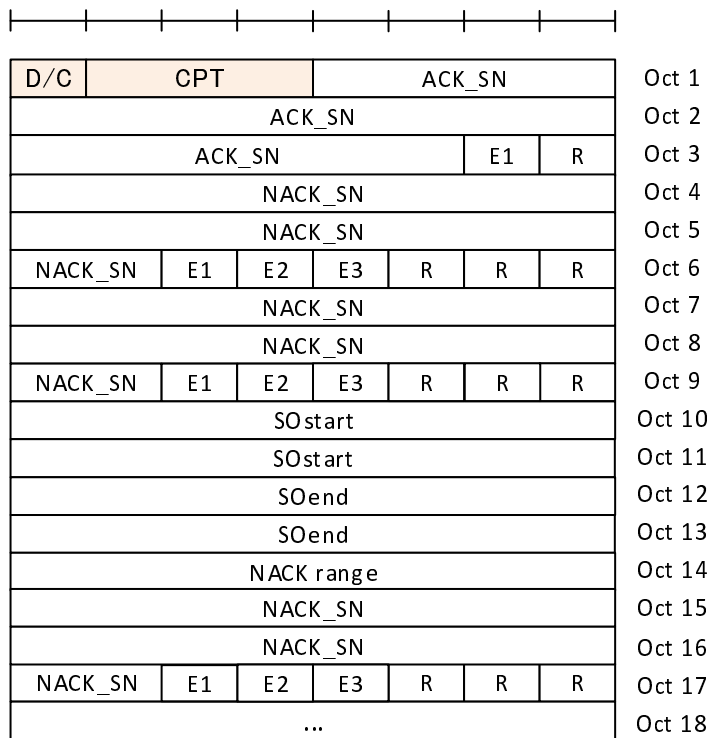 D/C CPT ACK_SN Oct 1
ACK_SN Oct 2
ACK_SN E1 R Oct 3
NACK_SN Oct 4
NACK_SN Oct 5
NACK_SN E1 E2 E3 R R R Oct 6
NACK_SN Oct 7
NACK_SN Oct 8
NACK_SN E1 E2 E3 R R R Oct 9
SOstart Oct 10
SOstart Oct 11
SOend Oct 12
SOend Oct 13
NACK range Oct 14
NACK_SN Oct 15
NACK_SN Oct 16
NACK_SN E1 E2 E3 R R R Oct 17
... Oct 18